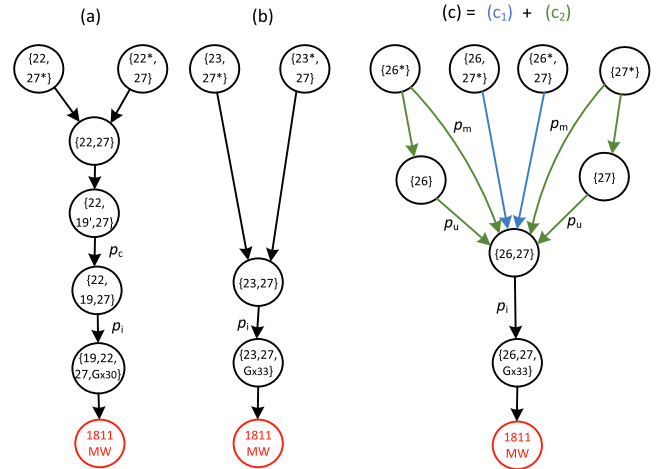 (a)
(b)
(c) = (c₁) + (c₂)
{22,
27*}
{22*,
27}
{23,
27*}
{23*,
27}
{26*}
{26,
27*}
{26*,
27}
{27*}
{22,27}
pₘ
pₘ
{26}
{27}
{22,
19',27}
pᵤ
pᵤ
p꜀
{26,27}
{22,
19,27}
{23,27}
pᵢ
pᵢ
pᵢ
{19,22,
27,Gx30}
{23,27,
Gx33}
{26,27,
Gx33}
1811
MW
1811
MW
1811
MW